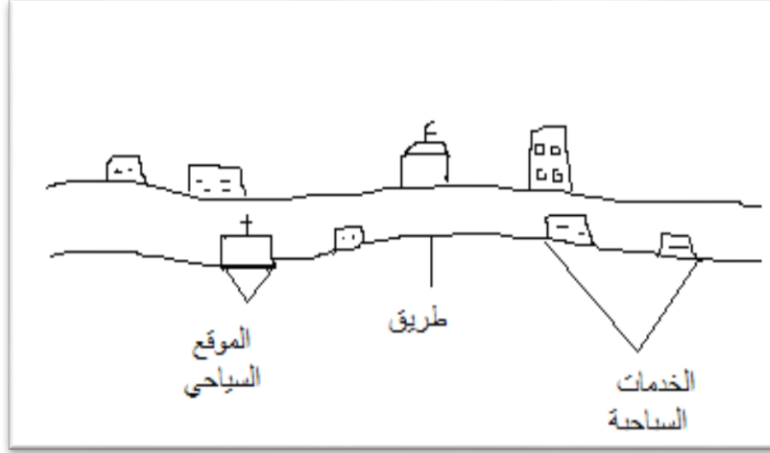 طريق
الموقع
السياحي
الخدمات
السياحية